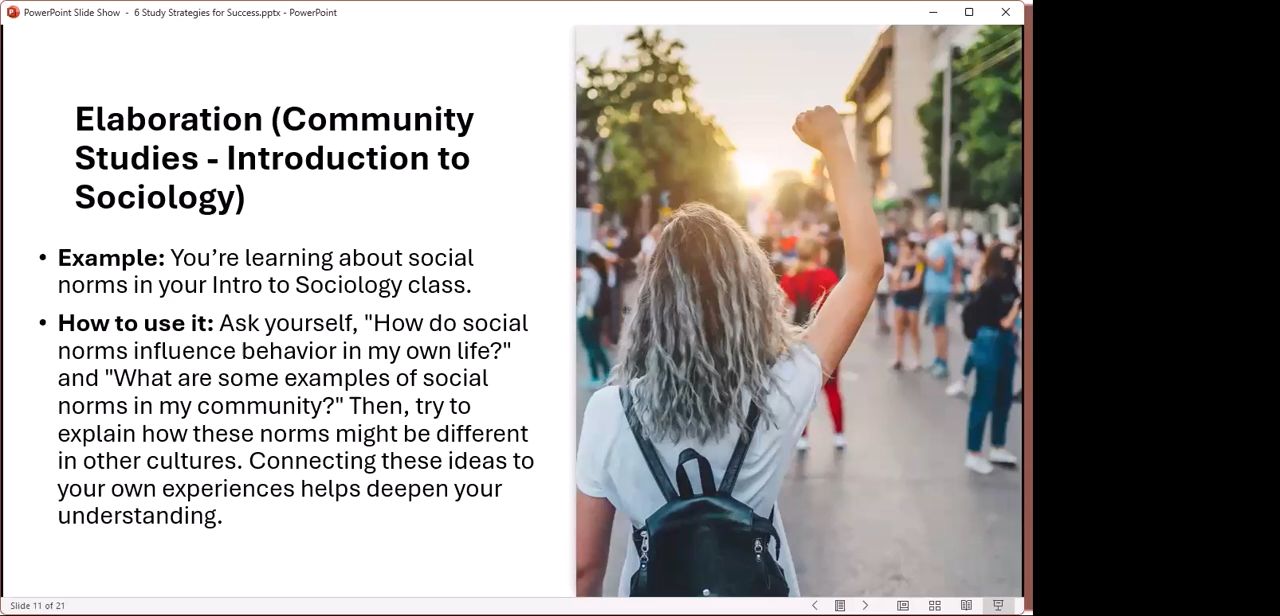 PowerPoint Slide Show - 6 Study Strategies for Success.pptx - PowerPoint
Elaboration (Community
Studies - Introduction to
Sociology)
• Example: You’re learning about social
norms in your Intro to Sociology class.
• How to use it: Ask yourself, "How do social
norms influence behavior in my own life?"
and "What are some examples of social
norms in my community?" Then, try to
explain how these norms might be different
in other cultures. Connecting these ideas to
your own experiences helps deepen your
understanding.
Slide 11 of 21